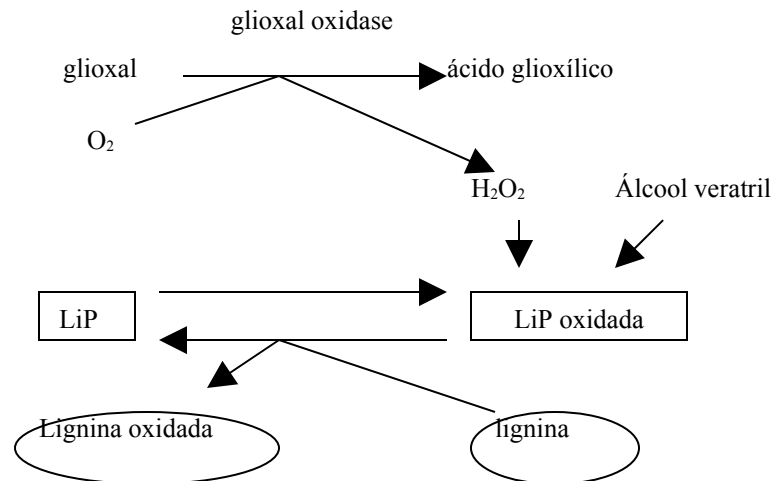 glioxal oxidase
glioxal
ácido glioxílico
O₂
H₂O₂
Álcool veratril
LiP
LiP oxidada
Lignina oxidada
lignina